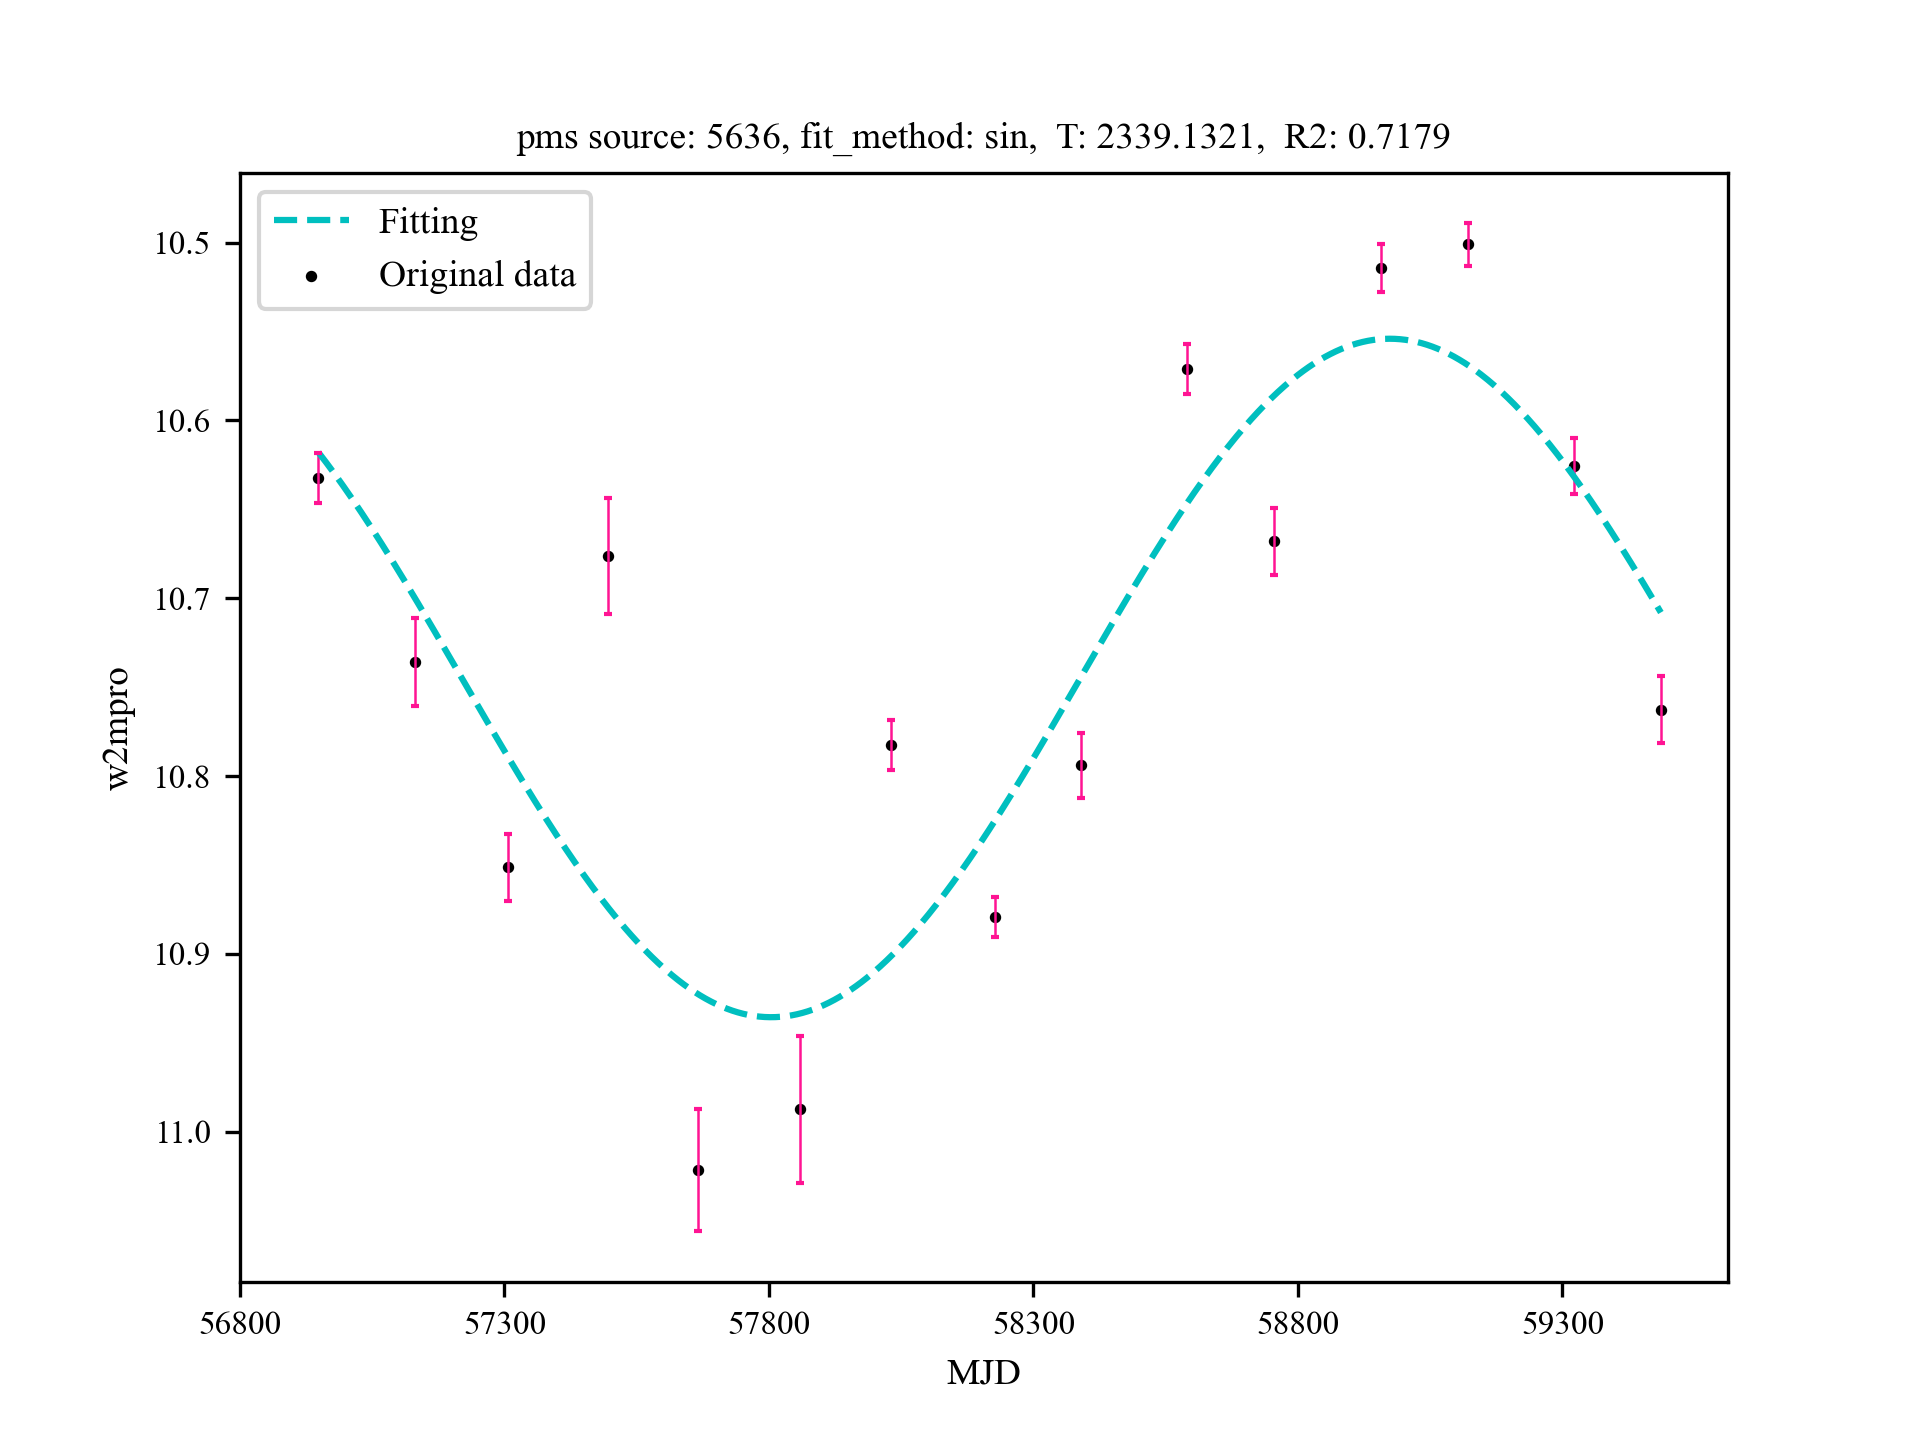 pms source: 5636, fit_method: sin, T: 2339.1321, R2: 0.7179
Fitting
Original data
10.5
10.6
10.7
10.8
10.9
11.0
w2mpro
56800 57300 57800 58300 58800 59300
MJD